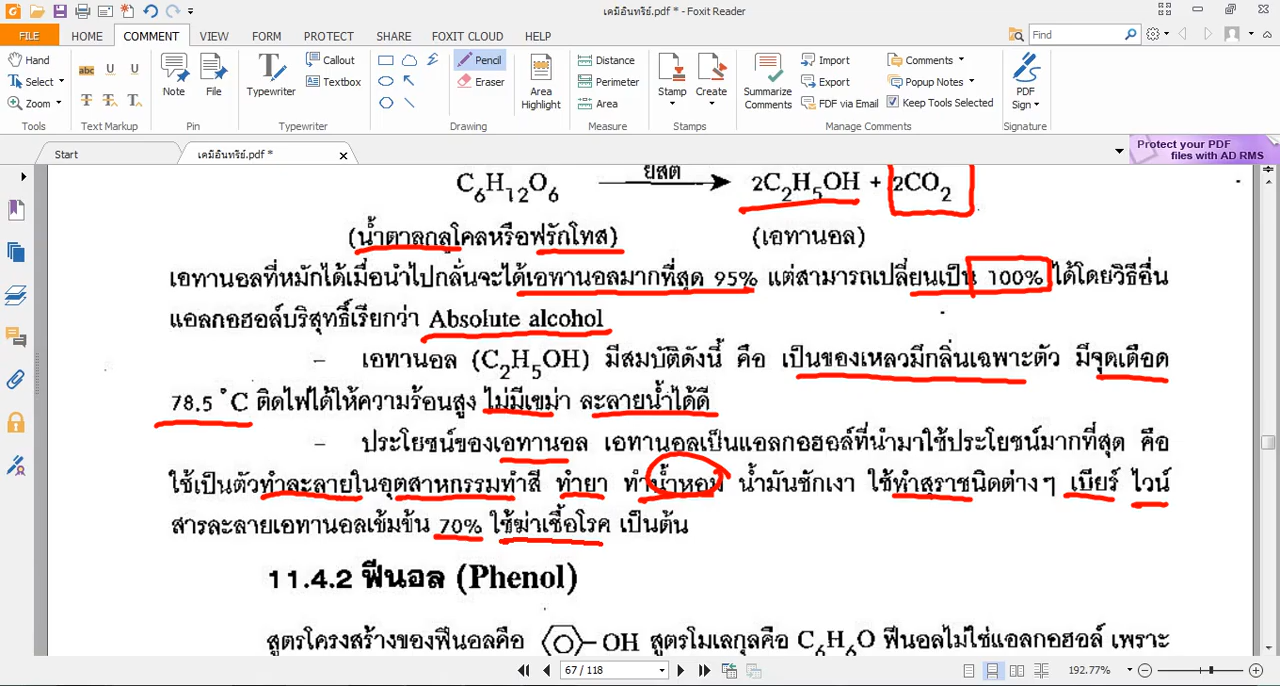 เคมีอินทรีย์.pdf * - Foxit Reader
FILE HOME COMMENT VIEW FORM PROTECT SHARE FOXIT CLOUD HELP
Find
Hand
Select
Zoom
Tools
abc U U
T T T
Text Markup
Note
File
Pin
Typewriter
Callout
Textbox
Typewriter
Pencil
Eraser
Drawing
Area
Highlight
Distance
Perimeter
Area
Measure
Stamp
Create
Stamps
Summarize
Comments
Import
Export
FDF via Email
Comments
Popup Notes
Keep Tools Selected
Manage Comments
PDF
Sign
Signature
Start
เคมีอินทรีย์.pdf *
Protect your PDF
files with AD RMS
ยีสต์
C6H12O6 → 2C2H5OH + 2CO2
(น้ำตาลกลูโคสหรือฟรักโทส) (เอทานอล)
เอทานอลที่หมักได้เมื่อนำไปกลั่นจะได้เอทานอลมากที่สุด 95% แต่สามารถเปลี่ยนเป็น 100% ได้โดยวิธีอื่น
แอลกอฮอล์บริสุทธิ์เรียกว่า Absolute alcohol
– เอทานอล (C2H5OH) มีสมบัติดังนี้ คือ เป็นของเหลวมีกลิ่นเฉพาะตัว มีจุดเดือด
78.5 °C ติดไฟได้ให้ความร้อนสูง ไม่มีเขม่า ละลายน้ำได้ดี
– ประโยชน์ของเอทานอล เอทานอลเป็นแอลกอฮอล์ที่นำมาใช้ประโยชน์มากที่สุด คือ
ใช้เป็นตัวทำละลายในอุตสาหกรรมทำสี ทำยา ทำน้ำหอม น้ำมันชักเงา ใช้ทำสุราชนิดต่างๆ เบียร์ ไวน์
สารละลายเอทานอลเข้มข้น 70% ใช้ฆ่าเชื้อโรค เป็นต้น
11.4.2 ฟีนอล (Phenol)
สูตรโครงสร้างของฟีนอลคือ OH สูตรโมเลกุลคือ C6H6O ฟีนอลไม่ใช่แอลกอฮอล์ เพราะ
67 / 118
192.77%